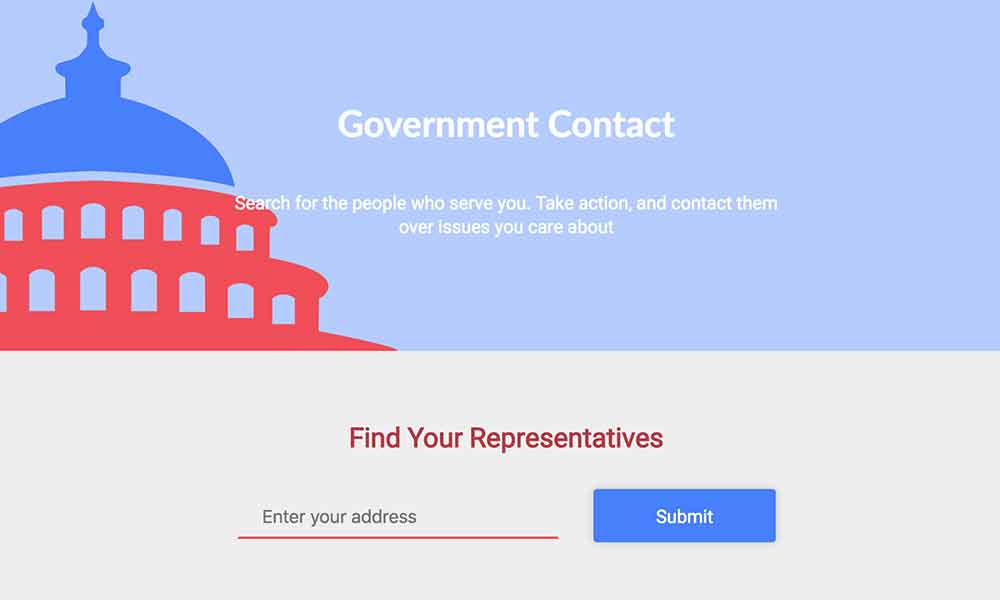 Government Contact
Search for the people who serve you. Take action, and contact them
over issues you care about
Find Your Representatives
Enter your address
Submit